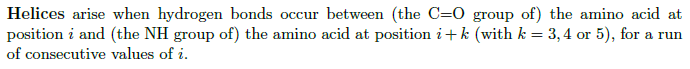 Helices arise when hydrogen bonds occur between (the C=O group of) the amino acid at
position i and (the NH group of) the amino acid at position i + k (with k = 3, 4 or 5), for a run
of consecutive values of i.